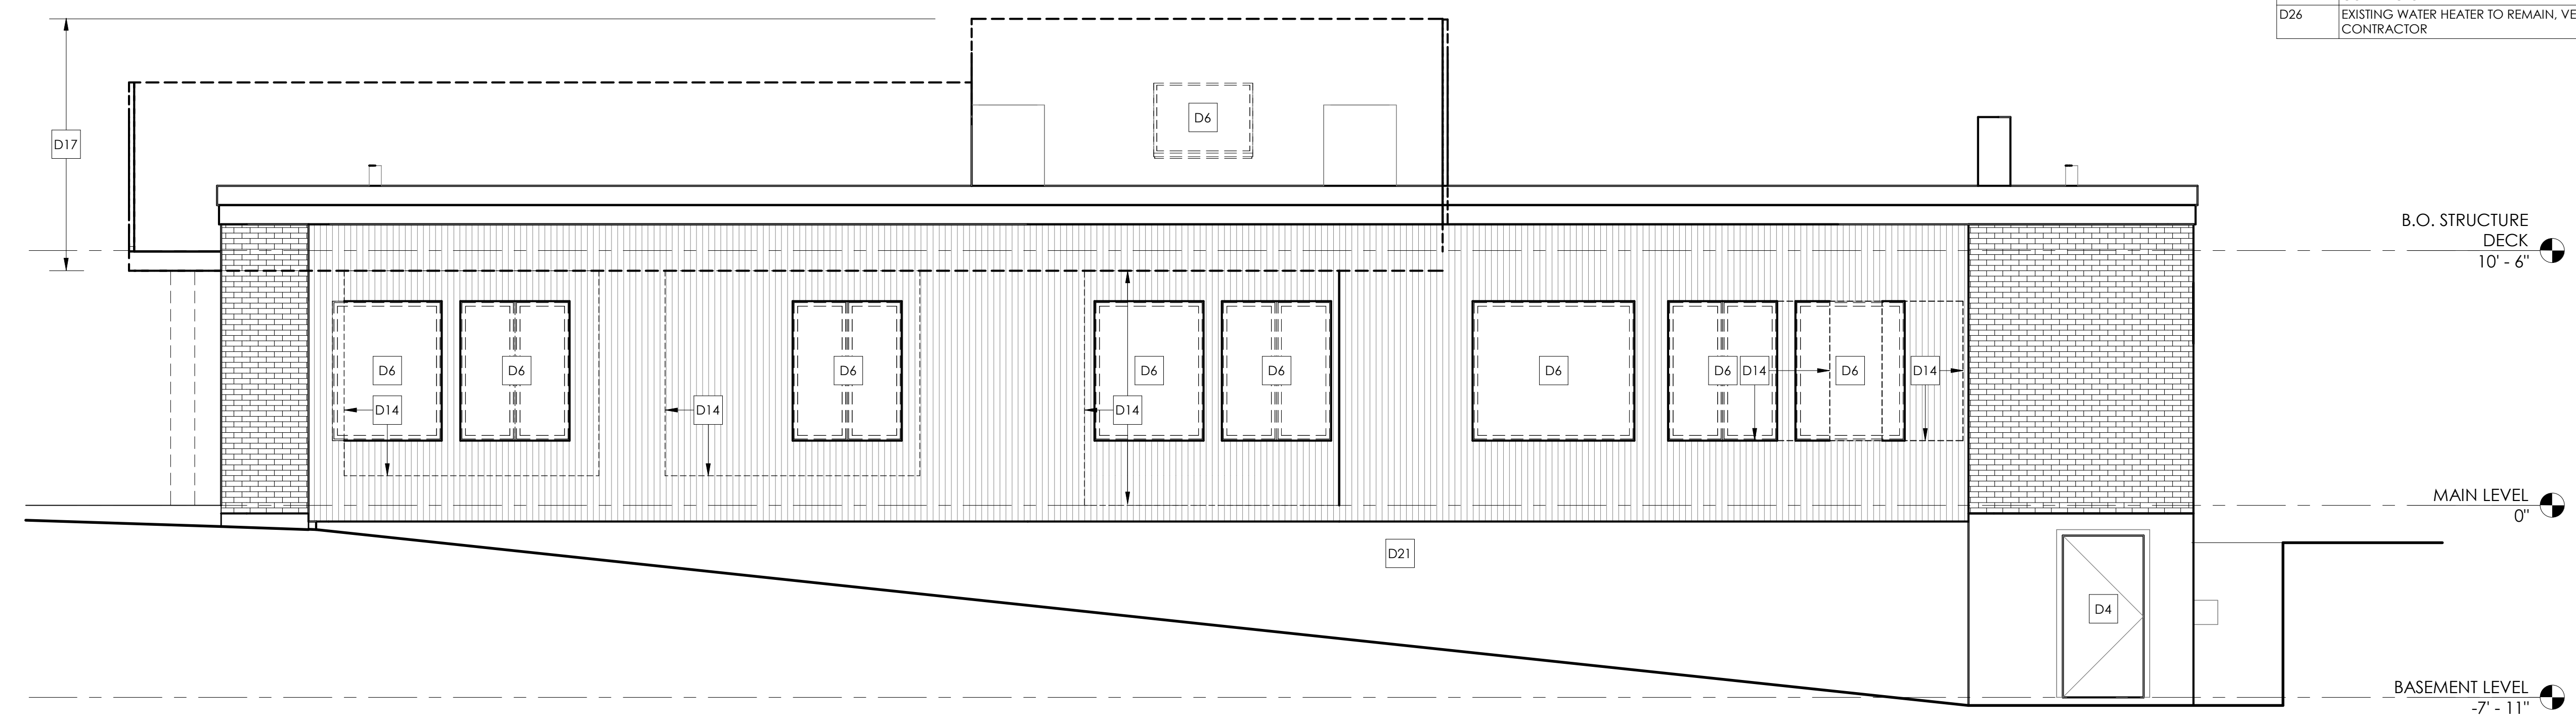 D26 EXISTING WATER HEATER TO REMAIN,
CONTRACTOR
D6
D17
B.O. STRUCTURE
DECK
10' - 6"
D6 D6 D6 D6 D6 D6 D6 D14 D6 D14
D14 D14 D14
MAIN LEVEL
0"
D21
D4
BASEMENT LEVEL
-7' - 11"